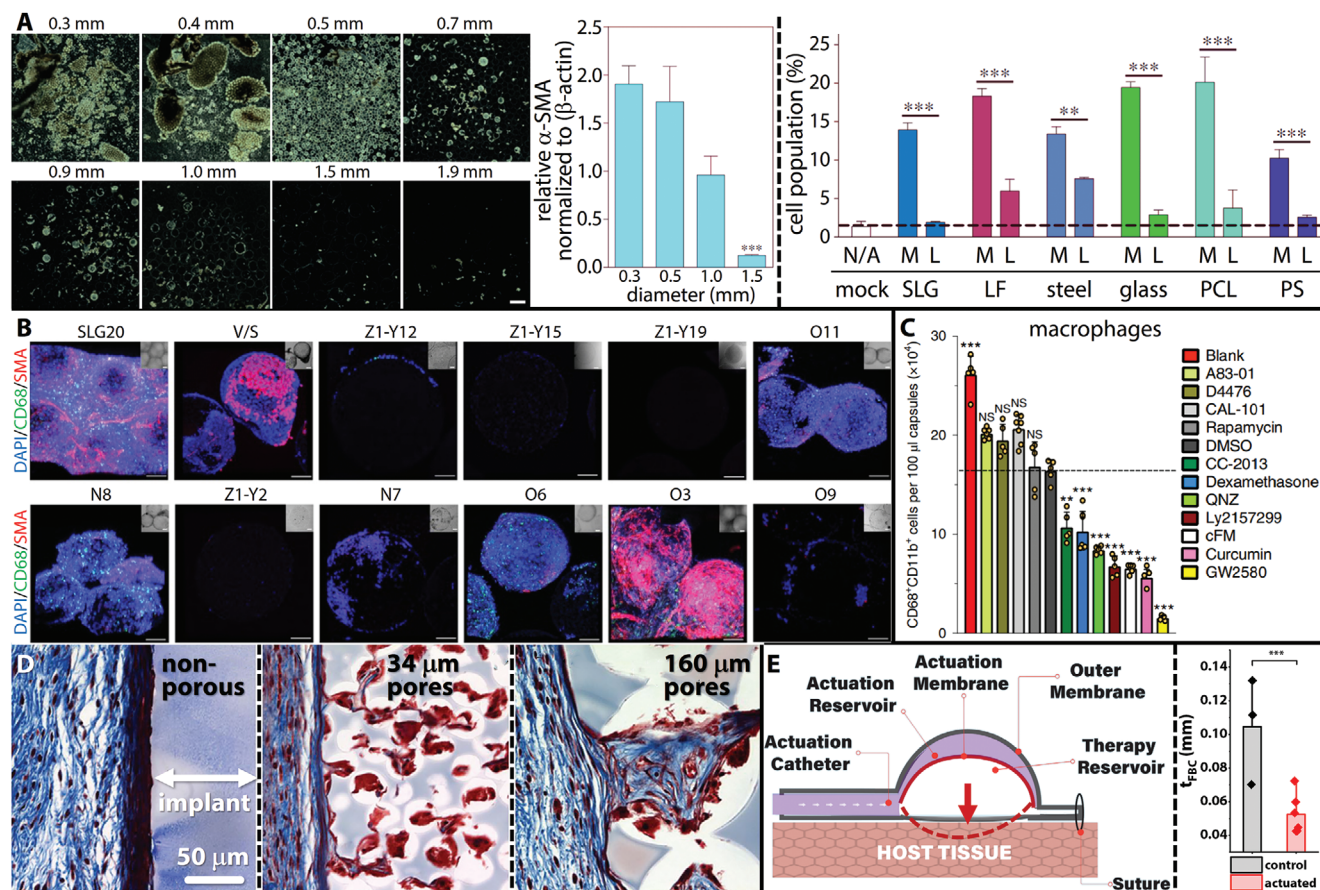 A
0.3 mm
0.4 mm
0.5 mm
0.7 mm
0.9 mm
1.0 mm
1.5 mm
1.9 mm
relative α-SMA
normalized to (β-actin)
2.5
2.0
1.5
1.0
0.5
0.0
***
0.3
0.5
1.0
1.5
diameter (mm)
cell population (%)
25
20
15
10
5
0
***
***
**
***
***
***
N/A
M L
M L
M L
M L
M L
M L
mock
SLG
LF
steel
glass
PCL
PS
B
DAPI/CD68/SMA
SLG20
V/S
Z1-Y12
Z1-Y15
Z1-Y19
O11
DAPI/CD68/SMA
N8
Z1-Y2
N7
O6
O3
O9
C
macrophages
CD68⁺CD11b⁺ cells per 100 µl capsules (×10⁴)
30
20
10
0
***
NS
NS
NS
NS
**
***
***
***
***
***
***
Blank
A83-01
D4476
CAL-101
Rapamycin
DMSO
CC-2013
Dexamethasone
QNZ
Ly2157299
cFM
Curcumin
GW2580
D
non-
porous
implant
50 µm
34 µm
pores
160 µm
pores
E
Actuation
Membrane
Actuation
Reservoir
Outer
Membrane
Actuation
Catheter
Therapy
Reservoir
HOST TISSUE
Suture
t_FBC (mm)
0.14
0.12
0.10
0.08
0.06
0.04
***
control
actuated